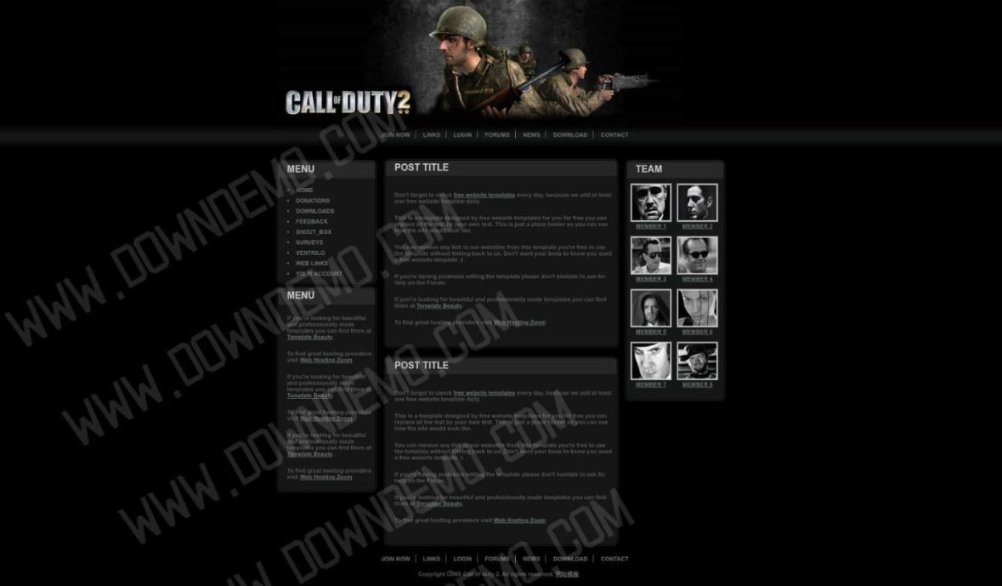 CALL OF DUTY 2
JOIN NOW | LINKS | LOGIN | FORUMS | NEWS | DOWNLOAD | CONTACT
MENU
HOME
DONATIONS
DOWNLOADS
FEEDBACK
SHOUT_BOX
SURVEYS
VENTRILO
WEB LINKS
YOUR ACCOUNT
MENU
If you're looking for beautiful
and professionally made
templates you can find them at
Template Beauty.
To find great hosting providers
visit Web Hosting Zoom.
If you're looking for beautiful
and professionally made
templates you can find them at
Template Beauty.
To find great hosting providers
visit Web Hosting Zoom.
If you're looking for beautiful
and professionally made
templates you can find them at
Template Beauty.
To find great hosting providers
visit Web Hosting Zoom.
POST TITLE
Don't forget to check free website templates every day, because we add at least
one free website template daily.
This is a template designed by free website templates for you for free you can
replace all the text by your own text. This is just a place holder so you can see
how the site would look like.
You can remove any link to our websites from this template you're free to use
the template without linking back to us. Don't want your boss to know you used
a free website template ;)
If you're having problems editing the template please don't hesitate to ask for
help on the Forum.
If you're looking for beautiful and professionally made templates you can find
them at Template Beauty.
To find great hosting providers visit Web Hosting Zoom.
POST TITLE
Don't forget to check free website templates every day, because we add at least
one free website template daily.
This is a template designed by free website templates for you for free you can
replace all the text by your own text. This is just a place holder so you can see
how the site would look like.
You can remove any link to our websites from this template you're free to use
the template without linking back to us. Don't want your boss to know you used
a free website template ;)
If you're having problems editing the template please don't hesitate to ask for
help on the Forum.
If you're looking for beautiful and professionally made templates you can find
them at Template Beauty.
To find great hosting providers visit Web Hosting Zoom.
TEAM
MEMBER 1 MEMBER 2
MEMBER 3 MEMBER 4
MEMBER 5 MEMBER 6
MEMBER 7 MEMBER 8
JOIN NOW | LINKS | LOGIN | FORUMS | NEWS | DOWNLOAD | CONTACT
Copyright Call of duty 2. All rights reserved. 网站模板
WWW.DOWNDEMO.COM
WWW.DOWNDEMO.COM
WWW.DOWNDEMO.COM
WWW.DOWNDEMO.COM